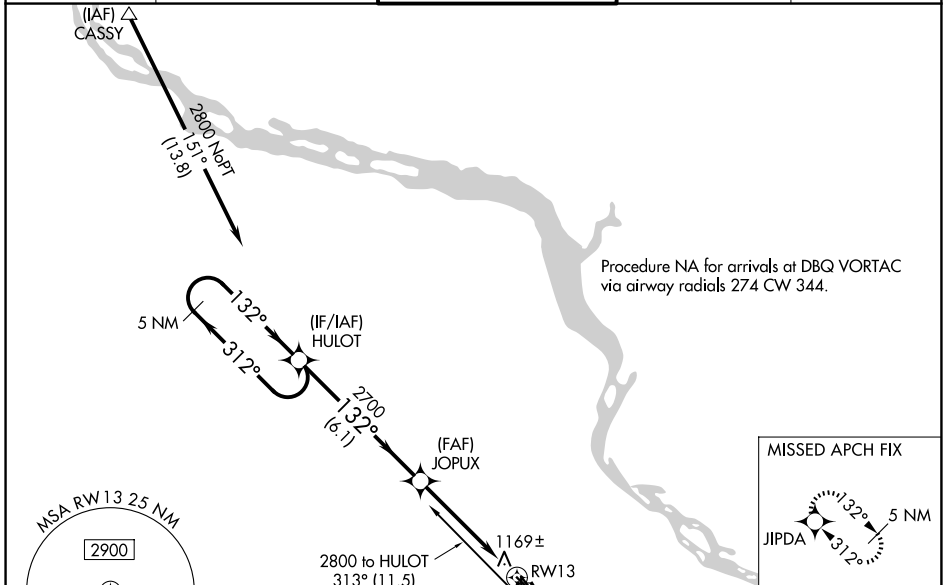 (IAF)
CASSY
2800 NoPT
151°
(13.8)
Procedure NA for arrivals at DBQ VORTAC
via airway radials 274 CW 344.
5 NM
132°
312°
(IF/IAF)
HULOT
2700
132°
(6.1)
(FAF)
JOPUX
MISSED APCH FIX
132°
5 NM
JIPDA
312°
MSA RW13 25 NM
2900
2800 to HULOT
313° (11.5)
1169±
RW13